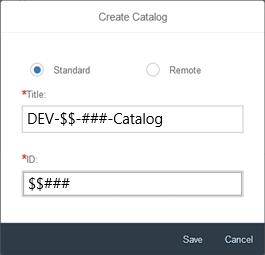 Create Catalog
Standard Remote
*Title:
DEV-$$-###-Catalog
*ID:
$$###
Save Cancel